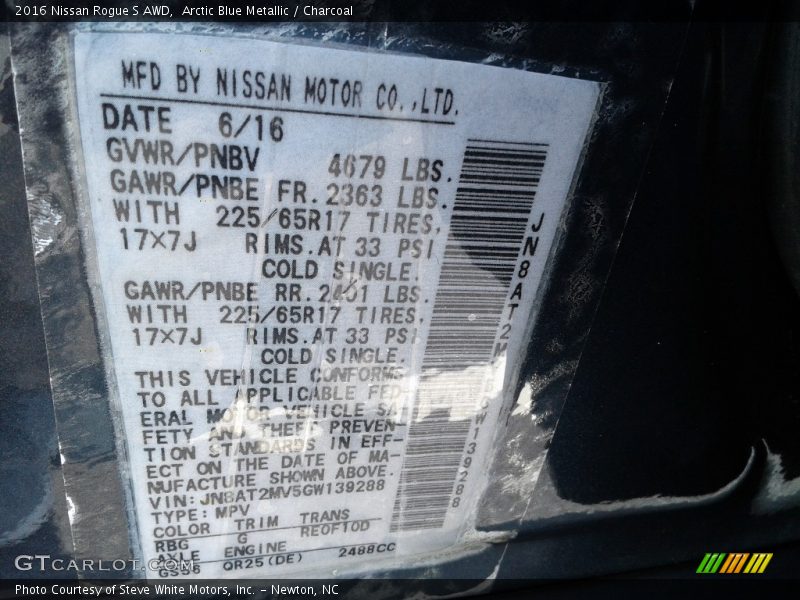 2016 Nissan Rogue S AWD, Arctic Blue Metallic / Charcoal
MFD BY NISSAN MOTOR CO.,LTD.
DATE 6/16
GVWR/PNBV 4679 LBS.
GAWR/PNBE FR. 2363 LBS.
WITH 225/65R17 TIRES,
17×7J RIMS.AT 33 PSI
COLD SINGLE.
GAWR/PNBE RR. 2401 LBS.
WITH 225/65R17 TIRES,
17×7J RIMS.AT 33 PSI
COLD SINGLE.
THIS VEHICLE CONFORMS
TO ALL APPLICABLE FED-
ERAL MOTOR VEHICLE SA-
FETY AND THEFT PREVEN-
TION STANDARDS IN EFF-
ECT ON THE DATE OF MA-
NUFACTURE SHOWN ABOVE.
VIN: JN8AT2MV5GW139288
TYPE: MPV
COLOR TRIM TRANS
RBG G RE0F10D
AXLE ENGINE
GS56 QR25(DE) 2488CC
JN8AT2M GW139288
GTCARLOT.COM
Photo Courtesy of Steve White Motors, Inc. – Newton, NC